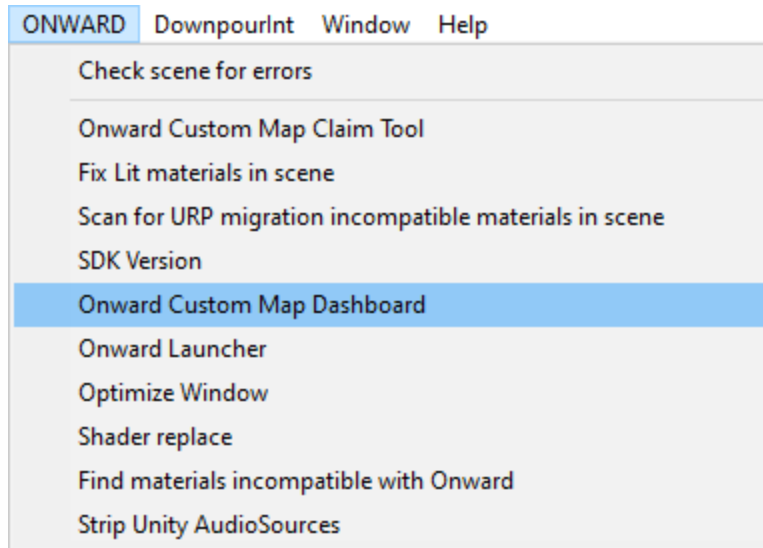 ONWARD DownpourInt Window Help
Check scene for errors
Onward Custom Map Claim Tool
Fix Lit materials in scene
Scan for URP migration incompatible materials in scene
SDK Version
Onward Custom Map Dashboard
Onward Launcher
Optimize Window
Shader replace
Find materials incompatible with Onward
Strip Unity AudioSources